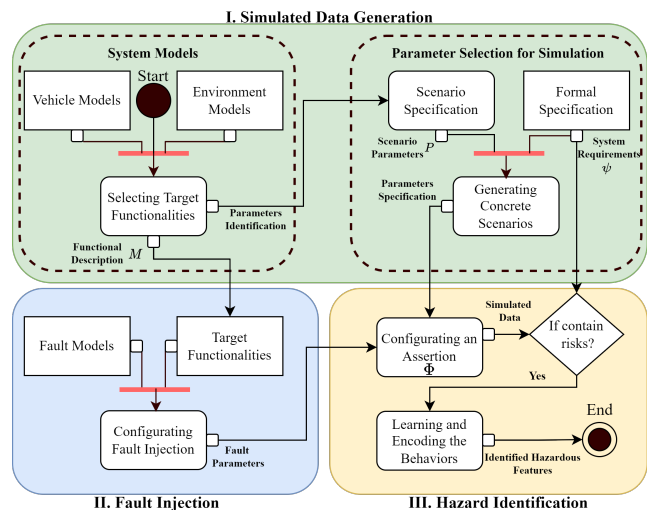 I. Simulated Data Generation
System Models
Start
Vehicle Models
Environment
Models
Selecting Target
Functionalities
Parameters
Identification
Functional
Description
M
Parameter Selection for Simulation
Scenario
Specification
Formal
Specification
Scenario
Parameters
P
System
Requirements
ψ
Parameters
Specification
Generating
Concrete
Scenarios
Fault Models
Target
Functionalities
Configurating
Fault Injection
Fault
Parameters
II. Fault Injection
Configurating an
Assertion
Φ
Simulated
Data
If contain
risks?
Yes
Learning and
Encoding the
Behaviors
Identified Hazardous
Features
End
III. Hazard Identification